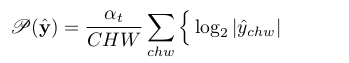 𝒫(ŷ) = α_t / CHW ∑_{chw} { log₂ |ŷ_{chw}|